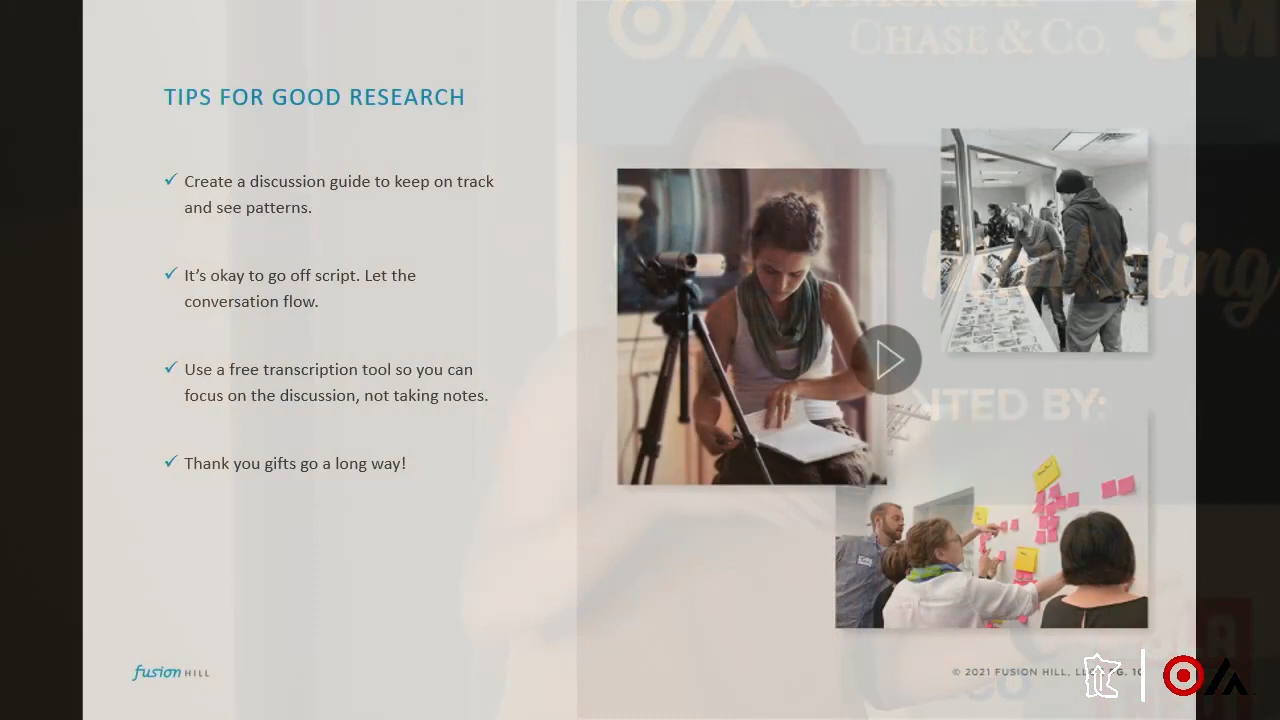 CHASE & CO.
3M
TIPS FOR GOOD RESEARCH
Create a discussion guide to keep on track
and see patterns.
It's okay to go off script. Let the
conversation flow.
Use a free transcription tool so you can
focus on the discussion, not taking notes.
Thank you gifts go a long way!
BY:
fusion HILL
© 2021 FUSION HILL,